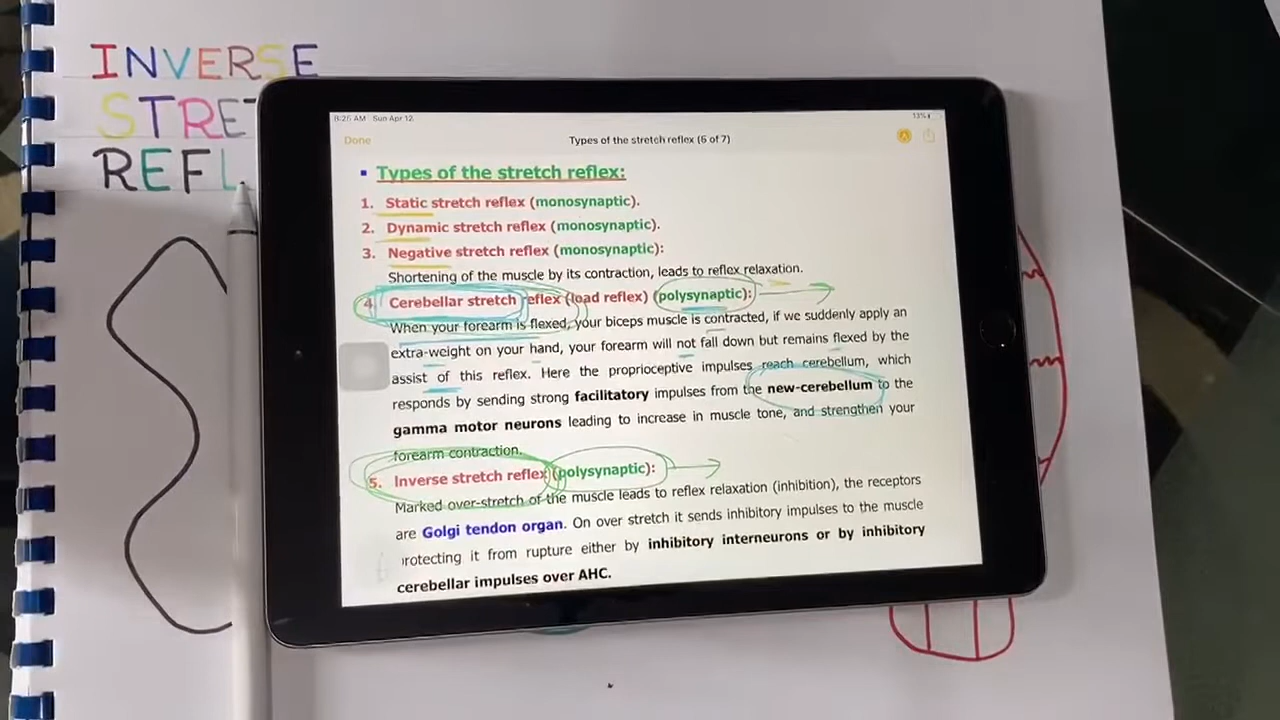 INVERSE
STRE
REFL
8:25 AM Sun Apr 12
13%
Done
Types of the stretch reflex (6 of 7)
▪ Types of the stretch reflex:
1. Static stretch reflex (monosynaptic).
2. Dynamic stretch reflex (monosynaptic).
3. Negative stretch reflex (monosynaptic):
Shortening of the muscle by its contraction, leads to reflex relaxation.
4. Cerebellar stretch reflex (load reflex) (polysynaptic):
When your forearm is flexed, your biceps muscle is contracted, if we suddenly apply an
extra-weight on your hand, your forearm will not fall down but remains flexed by the
assist of this reflex. Here the proprioceptive impulses reach cerebellum, which
responds by sending strong facilitatory impulses from the new-cerebellum to the
gamma motor neurons leading to increase in muscle tone, and strengthen your
forearm contraction.
5. Inverse stretch reflex (polysynaptic):
Marked over-stretch of the muscle leads to reflex relaxation (inhibition), the receptors
are Golgi tendon organ. On over stretch it sends inhibitory impulses to the muscle
protecting it from rupture either by inhibitory interneurons or by inhibitory
cerebellar impulses over AHC.